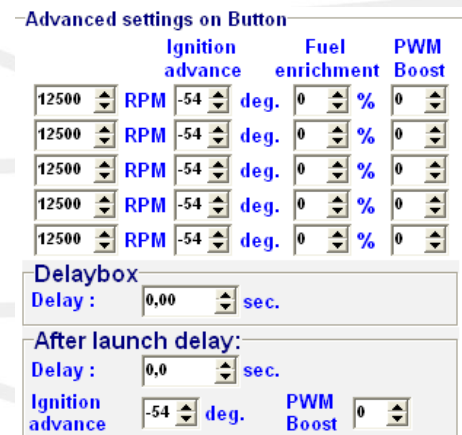 Advanced settings on Button
Ignition advance Fuel enrichment PWM Boost
12500 RPM -54 deg. 0 % 0
12500 RPM -54 deg. 0 % 0
12500 RPM -54 deg. 0 % 0
12500 RPM -54 deg. 0 % 0
12500 RPM -54 deg. 0 % 0
Delaybox
Delay : 0,00 sec.
After launch delay:
Delay : 0,0 sec.
Ignition advance -54 deg. PWM Boost 0